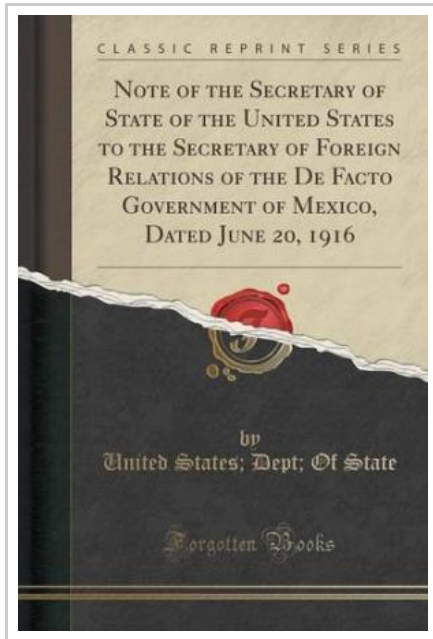 CLASSIC REPRINT SERIES
NOTE OF THE SECRETARY OF
STATE OF THE UNITED STATES
TO THE SECRETARY OF FOREIGN
RELATIONS OF THE DE FACTO
GOVERNMENT OF MEXICO,
DATED JUNE 20, 1916
by
United States; Dept; Of State
Forgotten Books